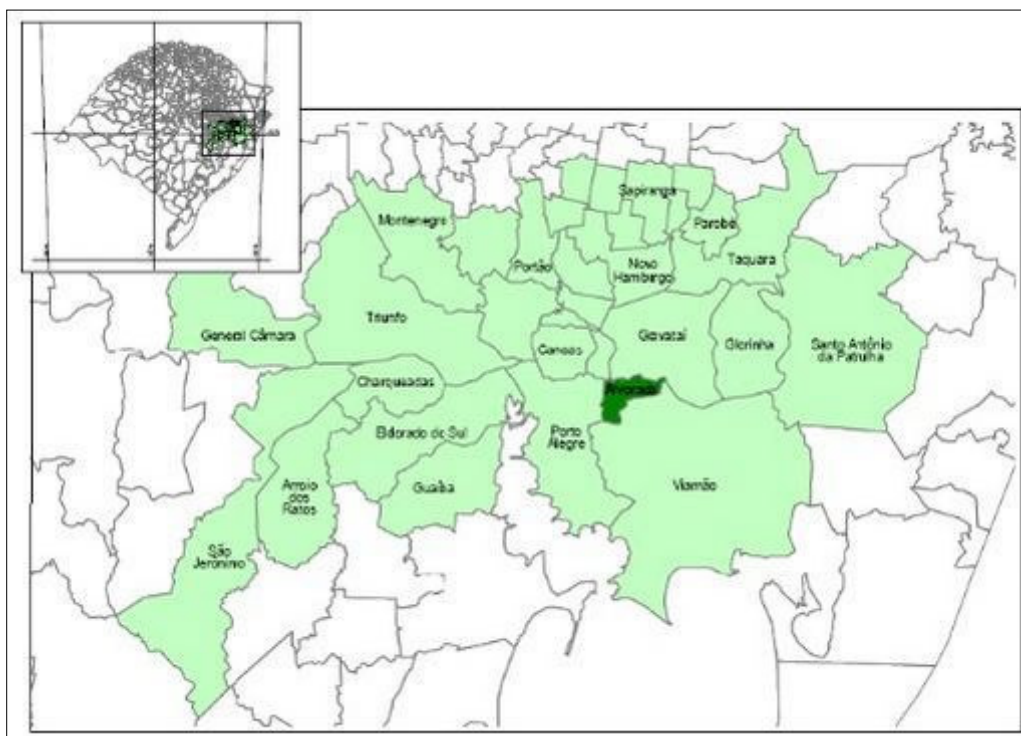 Sapiranga
Montenegro
Parobé
Portão
Novo
Hamburgo
Taquara
Triunfo
General Câmara
Canoas
Gravataí
Glorinha
Santo Antônio
da Patrulha
Charqueadas
Alvorada
Eldorado do Sul
Porto
Alegre
Guaíba
Viamão
Arroio
dos
Ratos
São
Jerônimo